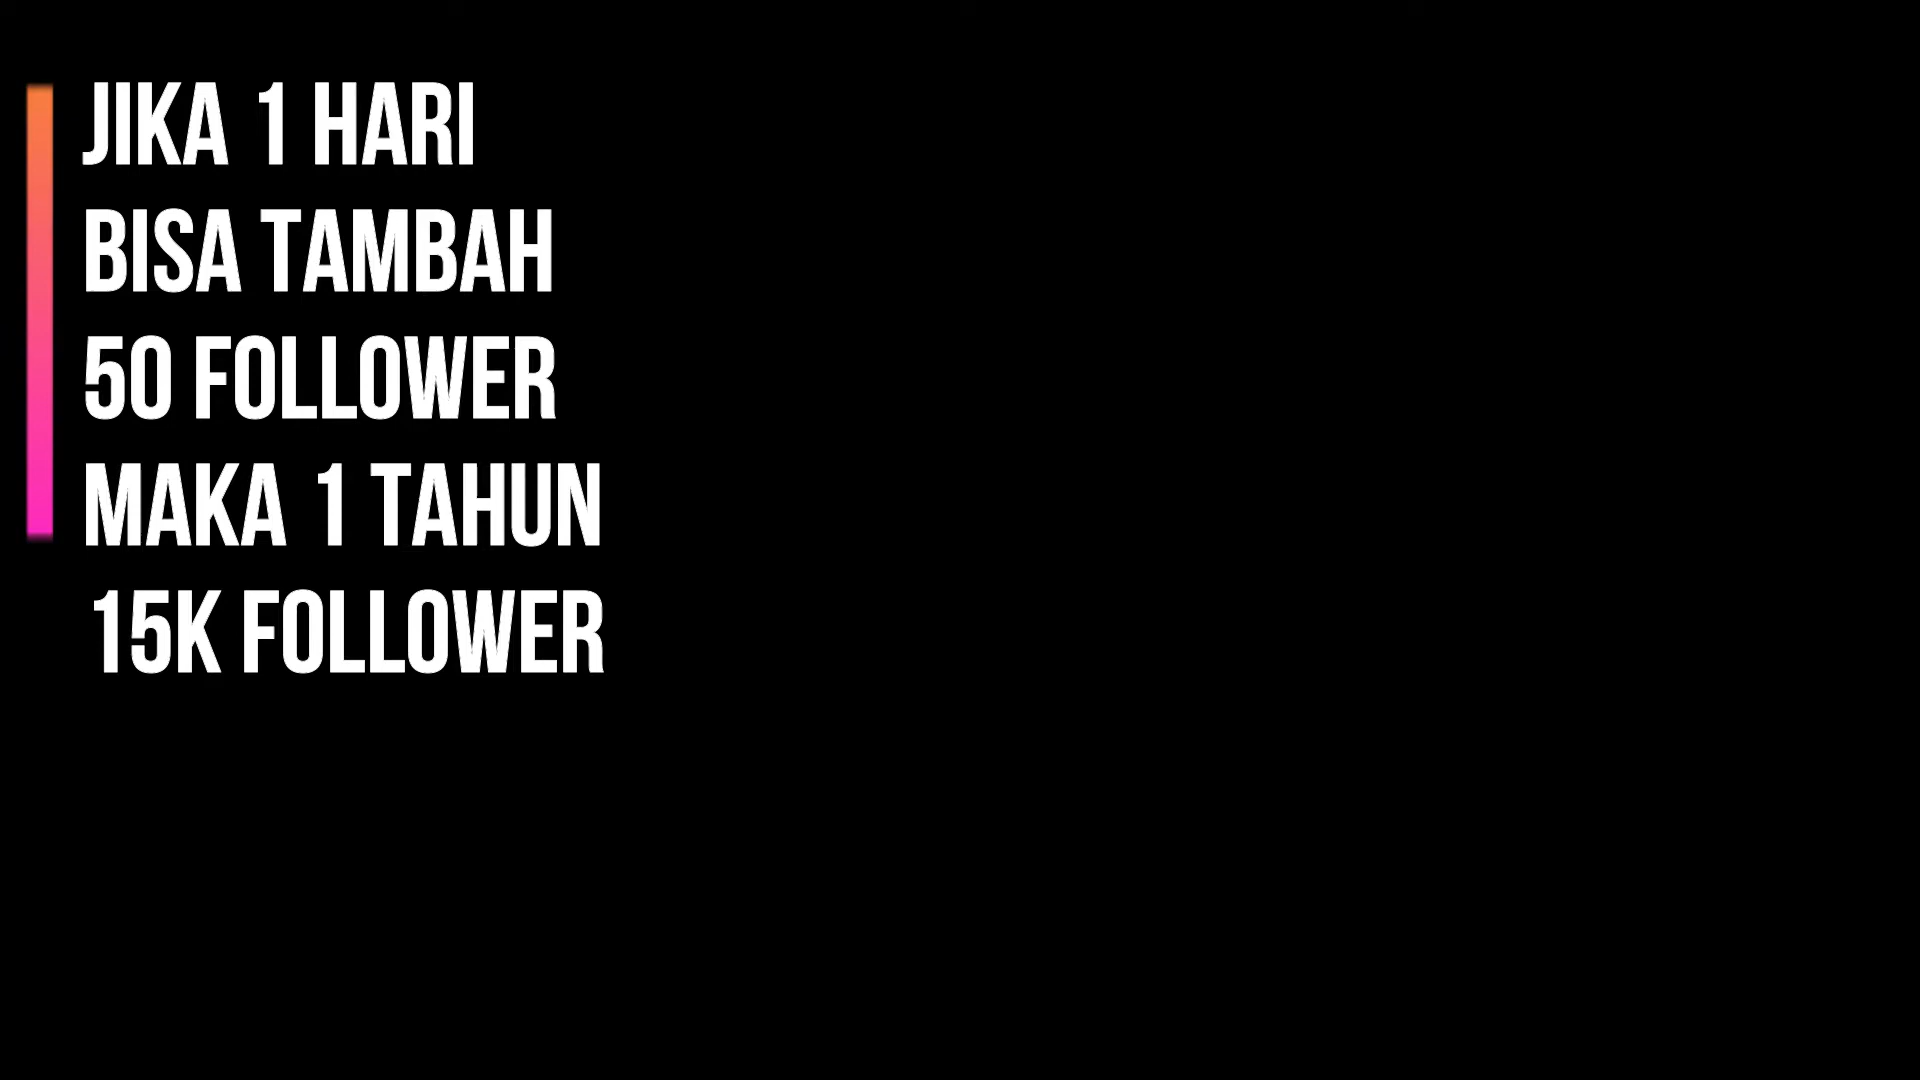 JIKA 1 HARI
BISA TAMBAH
50 FOLLOWER
MAKA 1 TAHUN
15K FOLLOWER